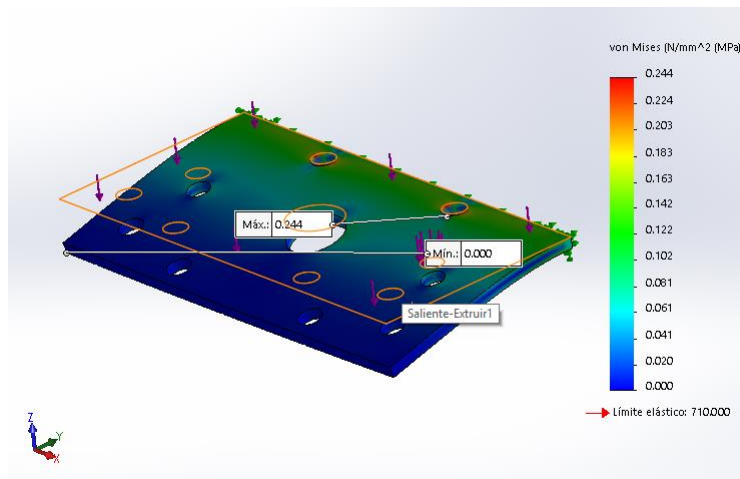 von Mises (N/mm^2 (MPa)
0.244
0.224
0.203
0.183
0.163
0.142
0.122
0.102
0.081
0.061
0.041
0.020
0.000
Límite elástico: 710.000
Máx.: 0.244
Mín.: 0.000
Saliente-Extruir1
Z
Y
X